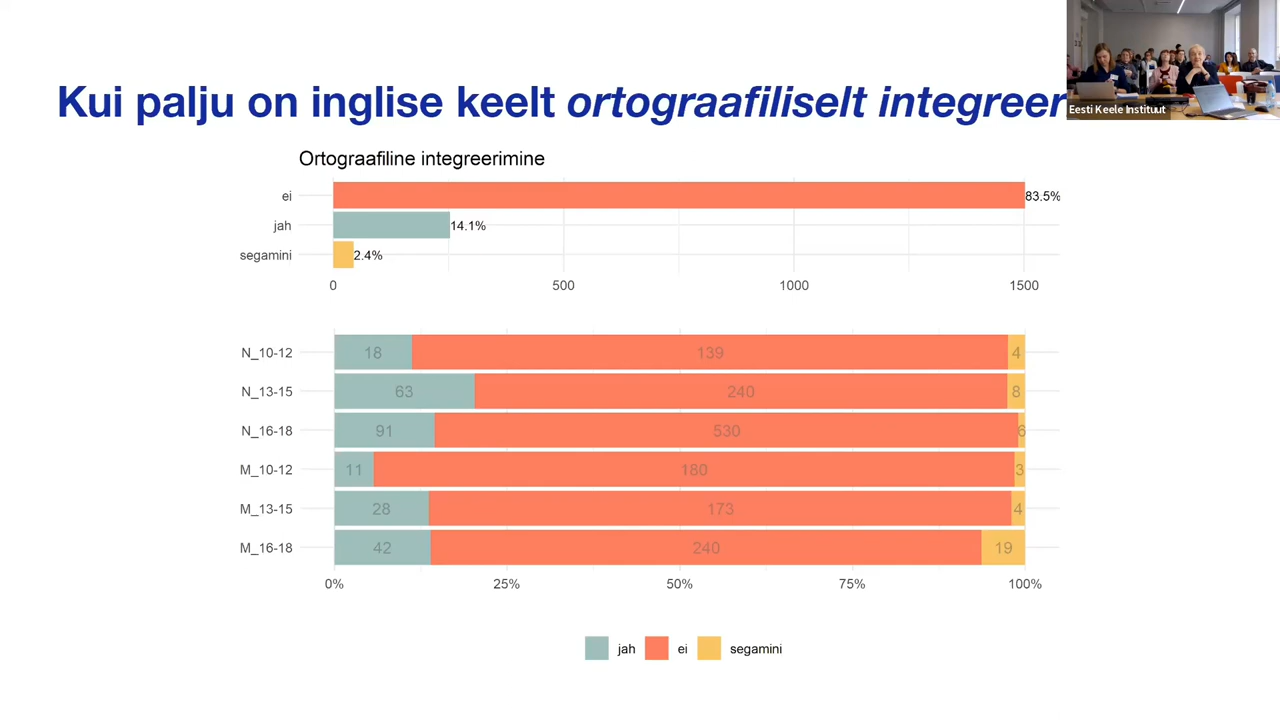 Kui palju on inglise keelt ortograafiliselt
Eesti Keele Instituut
Ortograafiline integreerimine
ei 83.5%
jah 14.1%
segamini 2.4%
0 500 1000 1500
N_10-12 18 139 4
N_13-15 63 240 8
N_16-18 91 530 6
M_10-12 11 180 3
M_13-15 28 173 4
M_16-18 42 240 19
0% 25% 50% 75% 100%
jah ei segamini